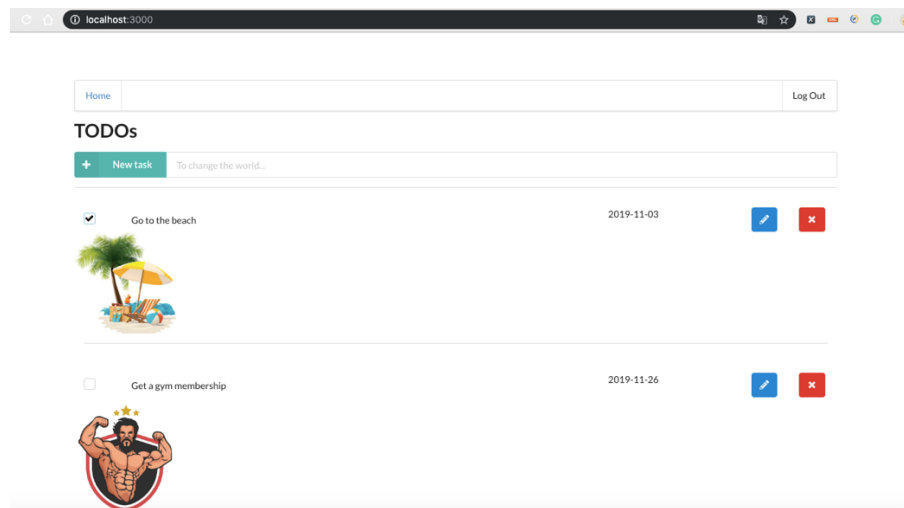 localhost:3000
Home Log Out
TODOs
New task To change the world...
Go to the beach 2019-11-03
Get a gym membership 2019-11-26